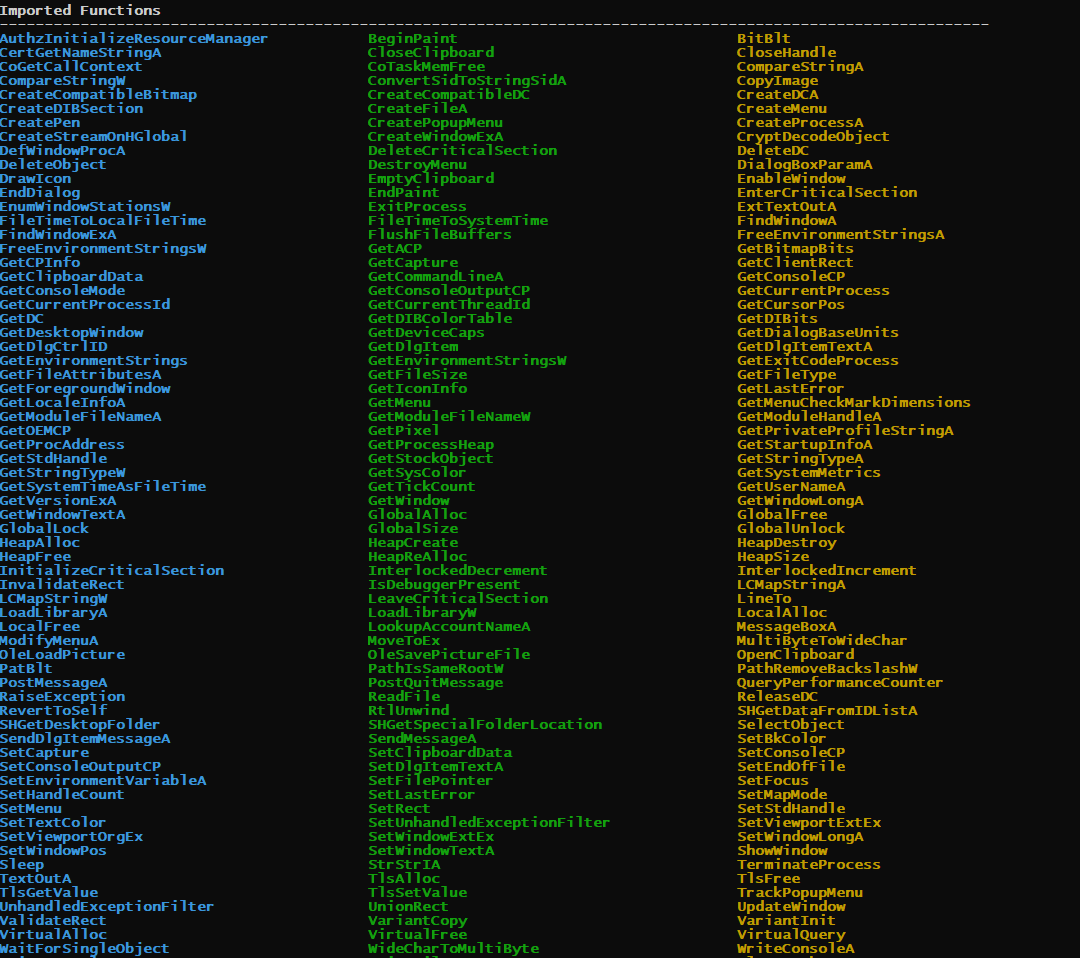 Imported Functions
--------------------------------------------------------------------------------------------------------------
AuthzInitializeResourceManager BeginPaint BitBlt
CertGetNameStringA CloseClipboard CloseHandle
CoGetCallContext CoTaskMemFree CompareStringA
CompareStringW ConvertSidToStringSidA CopyImage
CreateCompatibleBitmap CreateCompatibleDC CreateDCA
CreateDIBSection CreateFileA CreateMenu
CreatePen CreatePopupMenu CreateProcessA
CreateStreamOnHGlobal CreateWindowExA CryptDecodeObject
DefWindowProcA DeleteCriticalSection DeleteDC
DeleteObject DestroyMenu DialogBoxParamA
DrawIcon EmptyClipboard EnableWindow
EndDialog EndPaint EnterCriticalSection
EnumWindowStationsW ExitProcess ExtTextOutA
FileTimeToLocalFileTime FileTimeToSystemTime FindWindowA
FindWindowExA FlushFileBuffers FreeEnvironmentStringsA
FreeEnvironmentStringsW GetACP GetBitmapBits
GetCPInfo GetCapture GetClientRect
GetClipboardData GetCommandLineA GetConsoleCP
GetConsoleMode GetConsoleOutputCP GetCurrentProcess
GetCurrentProcessId GetCurrentThreadId GetCursorPos
GetDC GetDIBColorTable GetDIBits
GetDesktopWindow GetDeviceCaps GetDialogBaseUnits
GetDlgCtrlID GetDlgItem GetDlgItemTextA
GetEnvironmentStrings GetEnvironmentStringsW GetExitCodeProcess
GetFileAttributesA GetFileSize GetFileType
GetForegroundWindow GetIconInfo GetLastError
GetLocaleInfoA GetMenu GetMenuCheckMarkDimensions
GetModuleFileNameA GetModuleFileNameW GetModuleHandleA
GetOEMCP GetPixel GetPrivateProfileStringA
GetProcAddress GetProcessHeap GetStartupInfoA
GetStdHandle GetStockObject GetStringTypeA
GetStringTypeW GetSysColor GetSystemMetrics
GetSystemTimeAsFileTime GetTickCount GetUserNameA
GetVersionExA GetWindow GetWindowLongA
GetWindowTextA GlobalAlloc GlobalFree
GlobalLock GlobalSize GlobalUnlock
HeapAlloc HeapCreate HeapDestroy
HeapFree HeapReAlloc HeapSize
InitializeCriticalSection InterlockedDecrement InterlockedIncrement
InvalidateRect IsDebuggerPresent LCMapStringA
LCMapStringW LeaveCriticalSection LineTo
LoadLibraryA LoadLibraryW LocalAlloc
LocalFree LookupAccountNameA MessageBoxA
ModifyMenuA MoveToEx MultiByteToWideChar
OleLoadPicture OleSavePictureFile OpenClipboard
PatBlt PathIsSameRootW PathRemoveBackslashW
PostMessageA PostQuitMessage QueryPerformanceCounter
RaiseException ReadFile ReleaseDC
RevertToSelf RtlUnwind SHGetDataFromIDListA
SHGetDesktopFolder SHGetSpecialFolderLocation SelectObject
SendDlgItemMessageA SendMessageA SetBkColor
SetCapture SetClipboardData SetConsoleCP
SetConsoleOutputCP SetDlgItemTextA SetEndOfFile
SetEnvironmentVariableA SetFilePointer SetFocus
SetHandleCount SetLastError SetMapMode
SetMenu SetRect SetStdHandle
SetTextColor SetUnhandledExceptionFilter SetViewportExtEx
SetViewportOrgEx SetWindowExtEx SetWindowLongA
SetWindowPos SetWindowTextA ShowWindow
Sleep StrStrIA TerminateProcess
TextOutA TlsAlloc TlsFree
TlsGetValue TlsSetValue TrackPopupMenu
UnhandledExceptionFilter UnionRect UpdateWindow
ValidateRect VariantCopy VariantInit
VirtualAlloc VirtualFree VirtualQuery
WaitForSingleObject WideCharToMultiByte WriteConsoleA